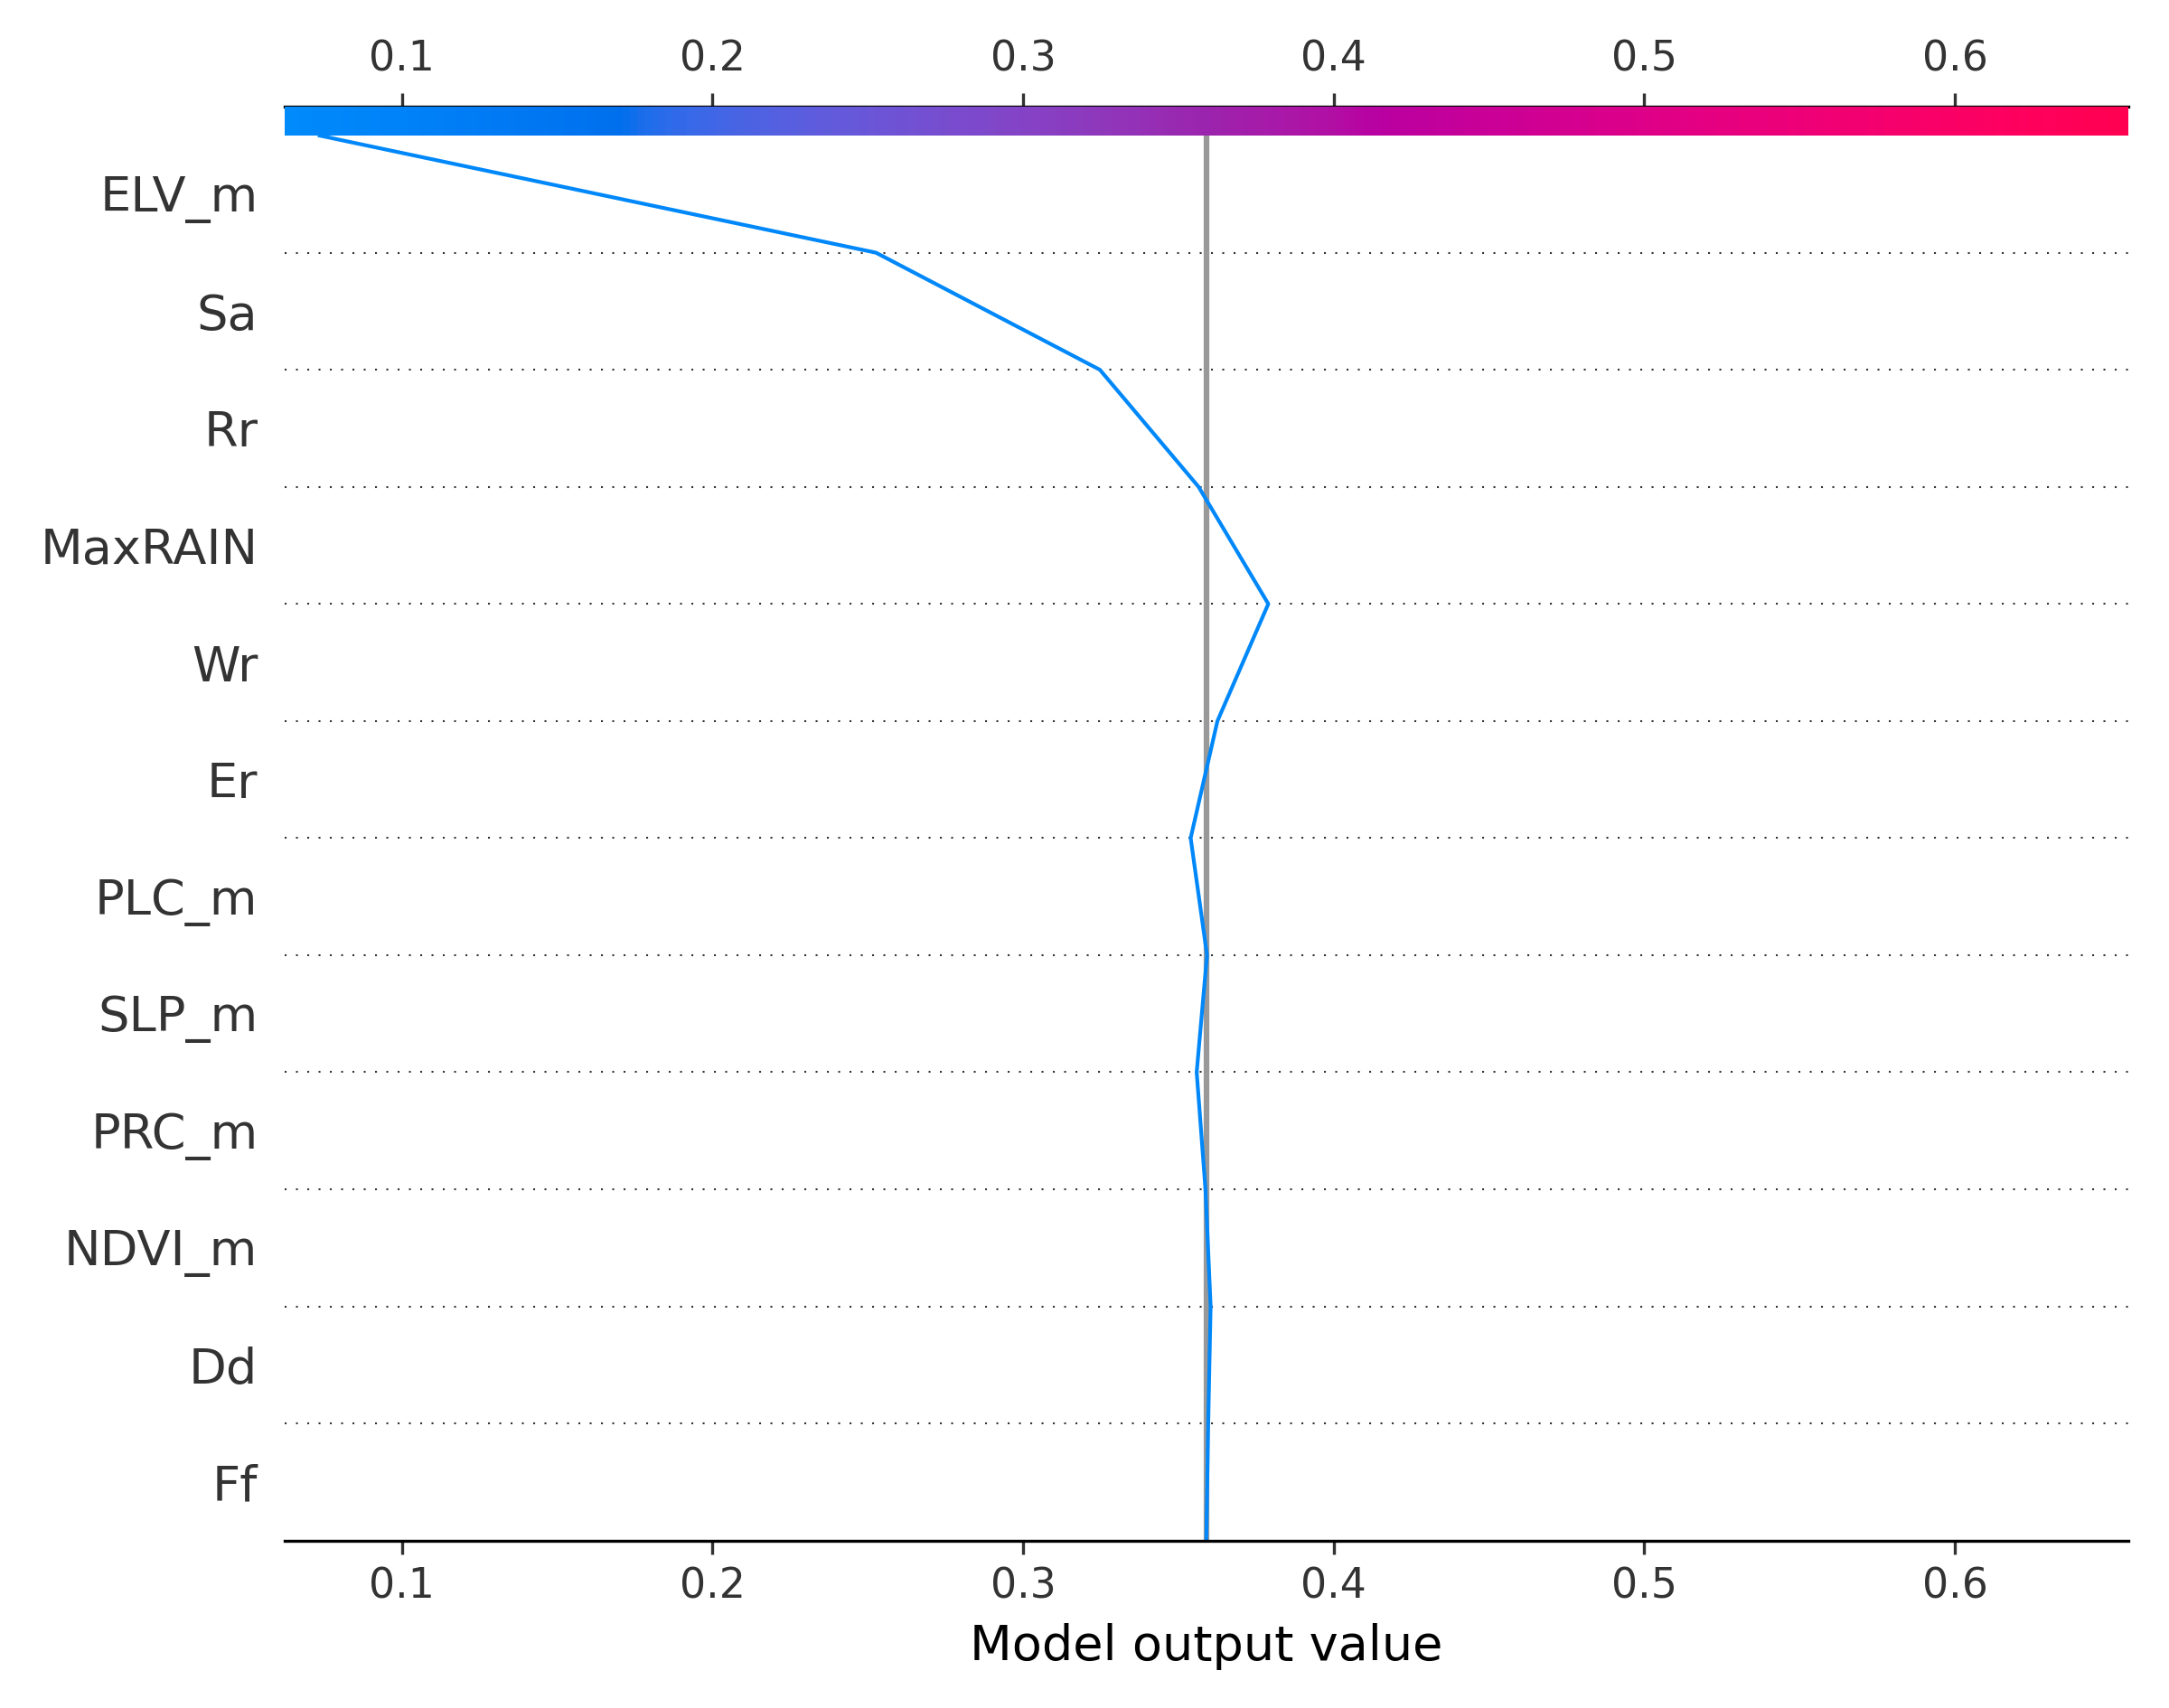 0.1 0.2 0.3 0.4 0.5 0.6
ELV_m
Sa
Rr
MaxRAIN
Wr
Er
PLC_m
SLP_m
PRC_m
NDVI_m
Dd
Ff
0.1 0.2 0.3 0.4 0.5 0.6
Model output value